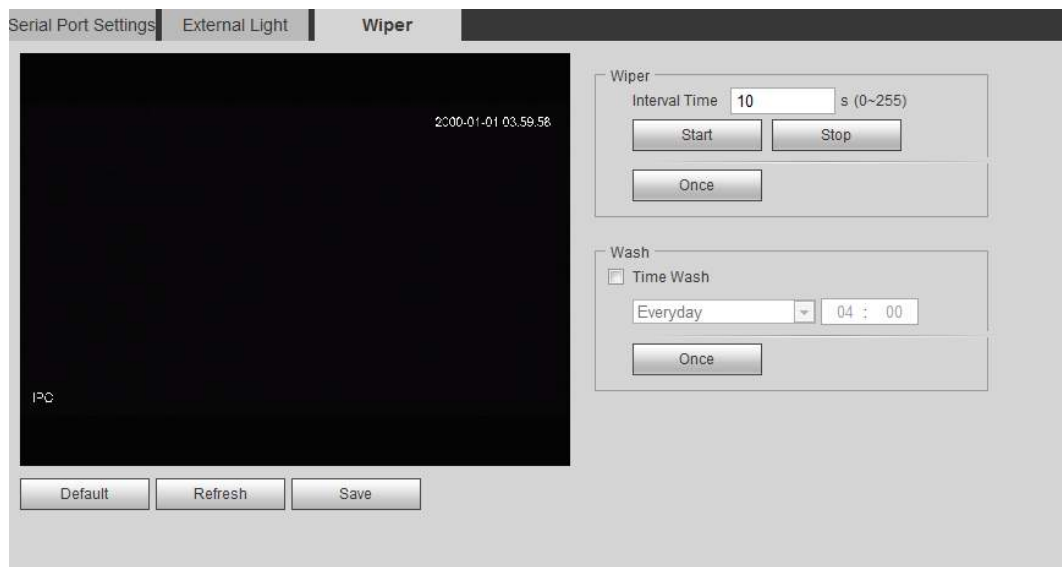 Serial Port Settings External Light Wiper
2000-01-01 03.59.58
IPC
Default Refresh Save
Wiper
Interval Time 10 s (0~255)
Start Stop
Once
Wash
Time Wash
Everyday 04 : 00
Once